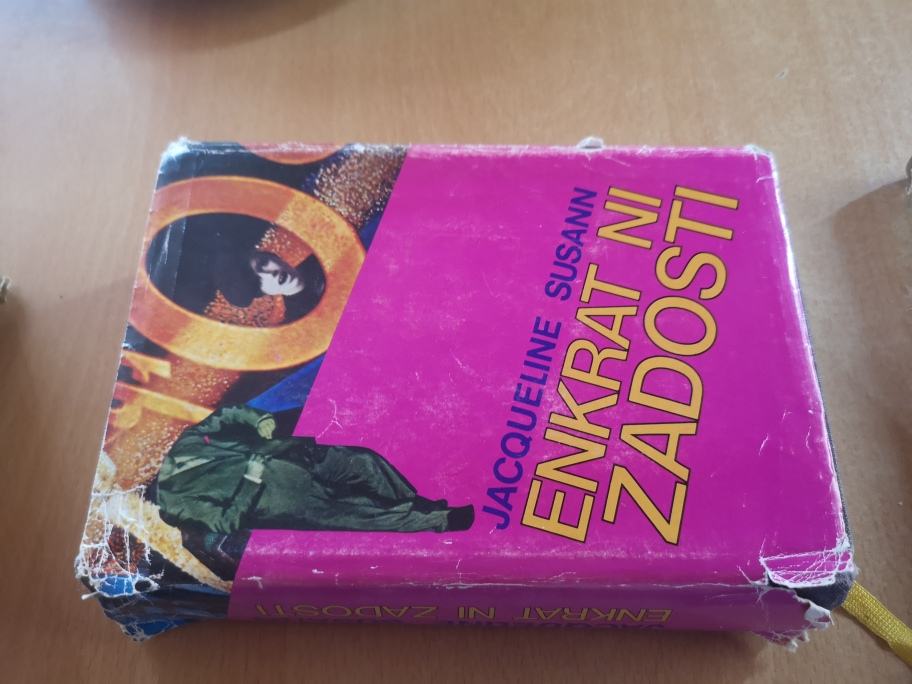 JACQUELINE SUSANN
ENKRAT NI
ZADOSTI
ENKRAT NI ZADOSTI